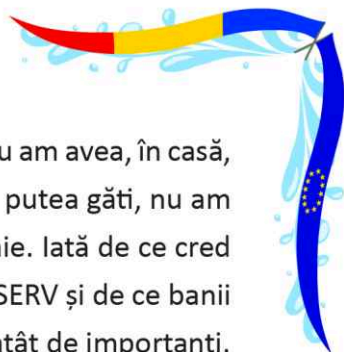 u am avea, în casă,
putea găti, nu am
ie. Iată de ce cred
SERV și de ce banii
tât de importanți.